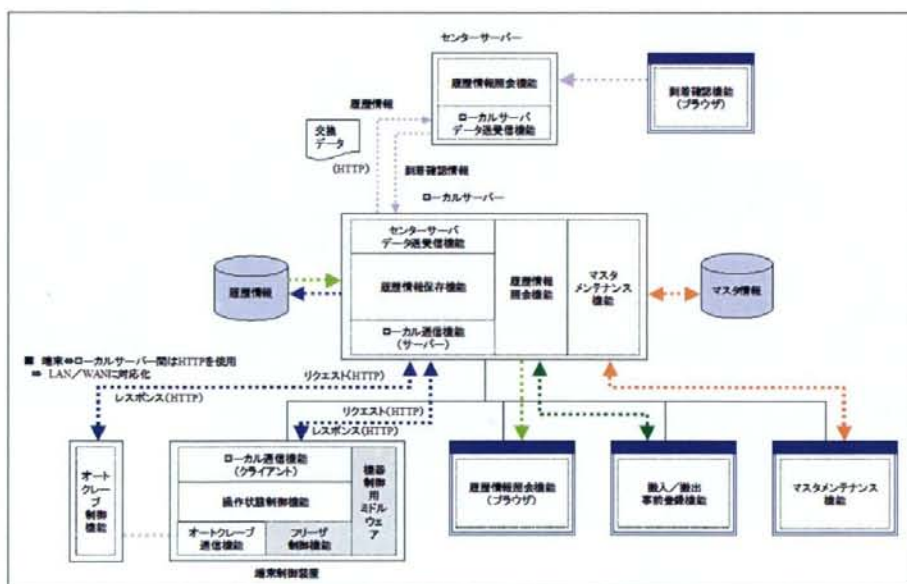 センターサーバー
履歴情報照会機能
ローカルサーバ
データ送受信機能
到着確認機能
(ブラウザ)
履歴情報
交換
データ
(HTTP)
到着確認情報
ローカルサーバー
センターサーバ
データ送受信機能
履歴情報保存機能
ローカル通信機能
(サーバー)
履歴情報
照会機能
マスタ
メンテナンス
機能
履歴情報
マスタ情報
■ 端末⇔ローカルサーバー間はHTTPを使用
⇒ LAN/WANに対応化
リクエスト(HTTP)
レスポンス(HTTP)
リクエスト(HTTP)
レスポンス(HTTP)
オート
クレーブ
制御
機能
ローカル通信機能
(クライアント)
操作状態制御機能
オートクレーブ
通信機能
フリーザ
制御機能
機器
制御
用
ミドル
ウェ
ア
端末制御装置
履歴情報照会機能
(ブラウザ)
搬入/搬出
事前登録機能
マスタメンテナンス
機能